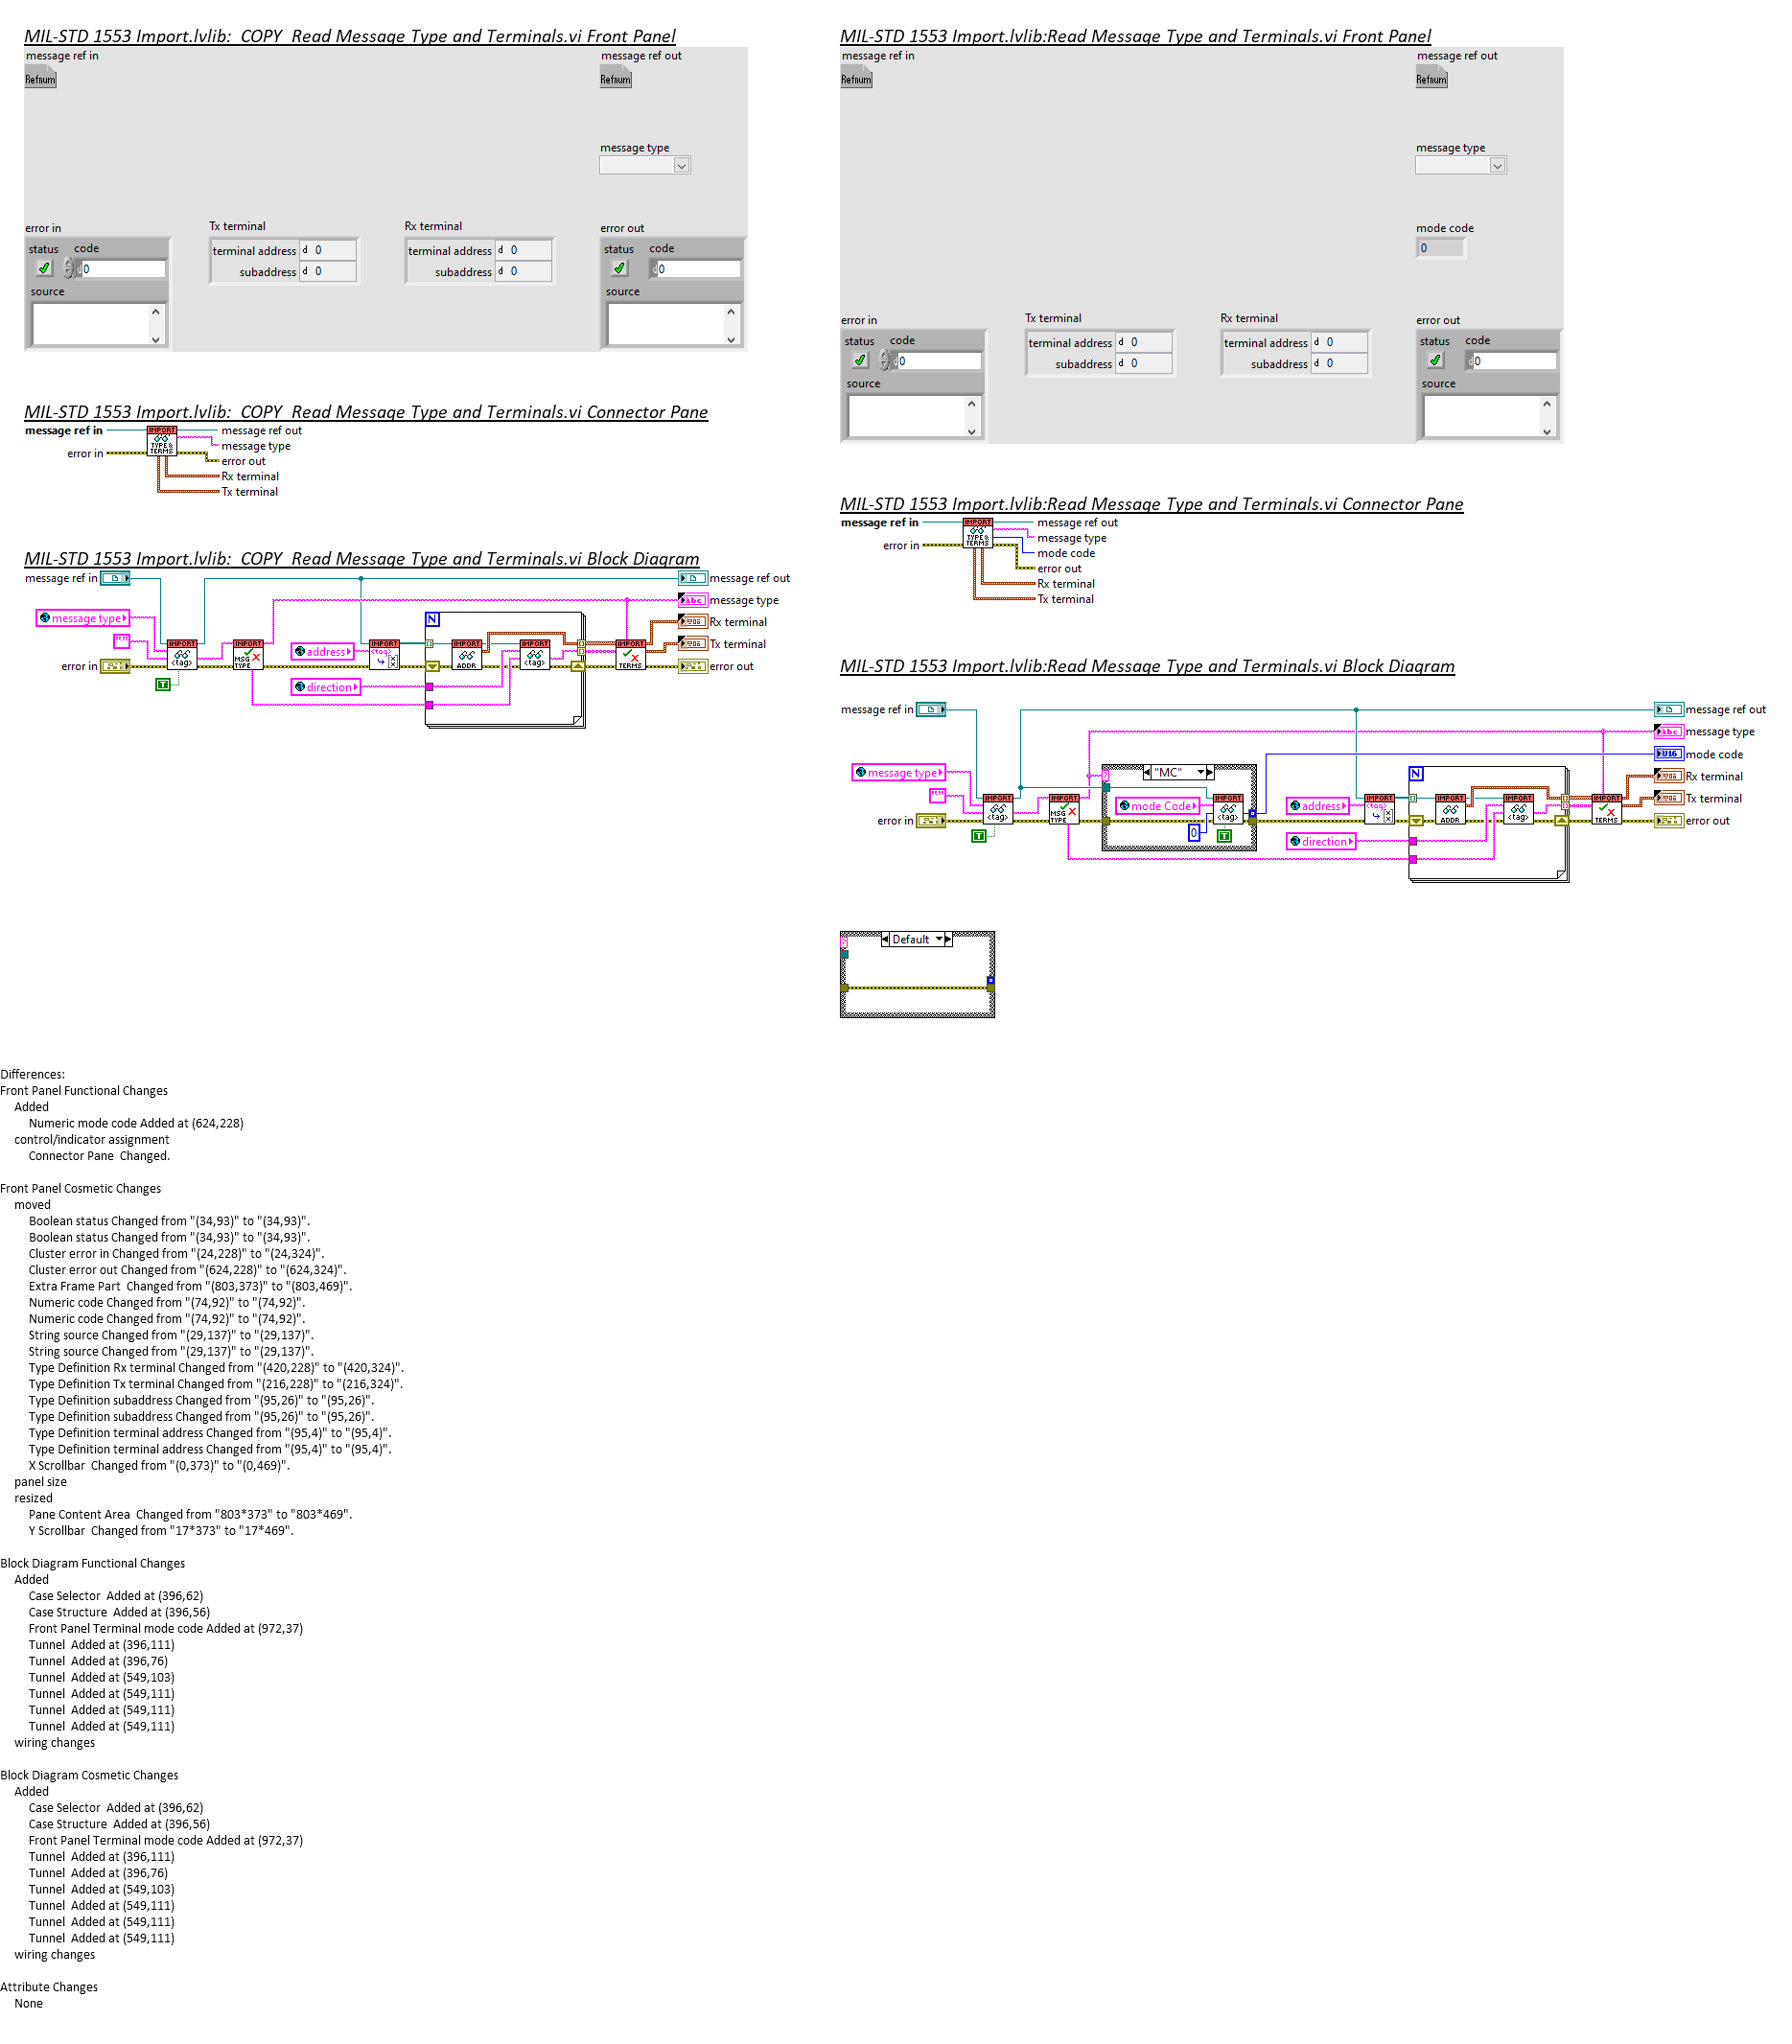 MIL-STD 1553 Import.lvlib:_COPY_Read Message Type and Terminals.vi Front Panel
message ref in
Refnum
message ref out
Refnum
message type
error in
status
code
0
source
Tx terminal
terminal address d 0
subaddress d 0
Rx terminal
terminal address d 0
subaddress d 0
error out
status
code
0
source
MIL-STD 1553 Import.lvlib:_COPY_Read Message Type and Terminals.vi Connector Pane
message ref in
error in
IMPORT
TYPE&
TERMS
message ref out
message type
error out
Rx terminal
Tx terminal
MIL-STD 1553 Import.lvlib:_COPY_Read Message Type and Terminals.vi Block Diagram
message ref in
message type
error in
T
IMPORT
<tag>
IMPORT
MSG
TYPE
address
direction
IMPORT
<tag>
N
IMPORT
ADDR
IMPORT
<tag>
IMPORT
TERMS
message ref out
abc message type
Rx terminal
Tx terminal
error out
MIL-STD 1553 Import.lvlib:Read Message Type and Terminals.vi Front Panel
message ref in
Refnum
message ref out
Refnum
message type
mode code
0
error in
status
code
0
source
Tx terminal
terminal address d 0
subaddress d 0
Rx terminal
terminal address d 0
subaddress d 0
error out
status
code
0
source
MIL-STD 1553 Import.lvlib:Read Message Type and Terminals.vi Connector Pane
message ref in
error in
IMPORT
TYPE&
TERMS
message ref out
message type
mode code
error out
Rx terminal
Tx terminal
MIL-STD 1553 Import.lvlib:Read Message Type and Terminals.vi Block Diagram
message ref in
message type
error in
T
IMPORT
<tag>
IMPORT
MSG
TYPE
"MC"
mode Code
0
IMPORT
<tag>
T
address
direction
IMPORT
<tag>
N
IMPORT
ADDR
IMPORT
<tag>
IMPORT
TERMS
message ref out
abc message type
U16 mode code
Rx terminal
Tx terminal
error out
Default
Differences:
Front Panel Functional Changes
Added
Numeric mode code Added at (624,228)
control/indicator assignment
Connector Pane  Changed.
Front Panel Cosmetic Changes
moved
Boolean status Changed from "(34,93)" to "(34,93)".
Boolean status Changed from "(34,93)" to "(34,93)".
Cluster error in Changed from "(24,228)" to "(24,324)".
Cluster error out Changed from "(624,228)" to "(624,324)".
Extra Frame Part  Changed from "(803,373)" to "(803,469)".
Numeric code Changed from "(74,92)" to "(74,92)".
Numeric code Changed from "(74,92)" to "(74,92)".
String source Changed from "(29,137)" to "(29,137)".
String source Changed from "(29,137)" to "(29,137)".
Type Definition Rx terminal Changed from "(420,228)" to "(420,324)".
Type Definition Tx terminal Changed from "(216,228)" to "(216,324)".
Type Definition subaddress Changed from "(95,26)" to "(95,26)".
Type Definition subaddress Changed from "(95,26)" to "(95,26)".
Type Definition terminal address Changed from "(95,4)" to "(95,4)".
Type Definition terminal address Changed from "(95,4)" to "(95,4)".
X Scrollbar  Changed from "(0,373)" to "(0,469)".
panel size
resized
Pane Content Area  Changed from "803*373" to "803*469".
Y Scrollbar  Changed from "17*373" to "17*469".
Block Diagram Functional Changes
Added
Case Selector  Added at (396,62)
Case Structure  Added at (396,56)
Front Panel Terminal mode code Added at (972,37)
Tunnel  Added at (396,111)
Tunnel  Added at (396,76)
Tunnel  Added at (549,103)
Tunnel  Added at (549,111)
Tunnel  Added at (549,111)
Tunnel  Added at (549,111)
wiring changes
Block Diagram Cosmetic Changes
Added
Case Selector  Added at (396,62)
Case Structure  Added at (396,56)
Front Panel Terminal mode code Added at (972,37)
Tunnel  Added at (396,111)
Tunnel  Added at (396,76)
Tunnel  Added at (549,103)
Tunnel  Added at (549,111)
Tunnel  Added at (549,111)
Tunnel  Added at (549,111)
wiring changes
Attribute Changes
None